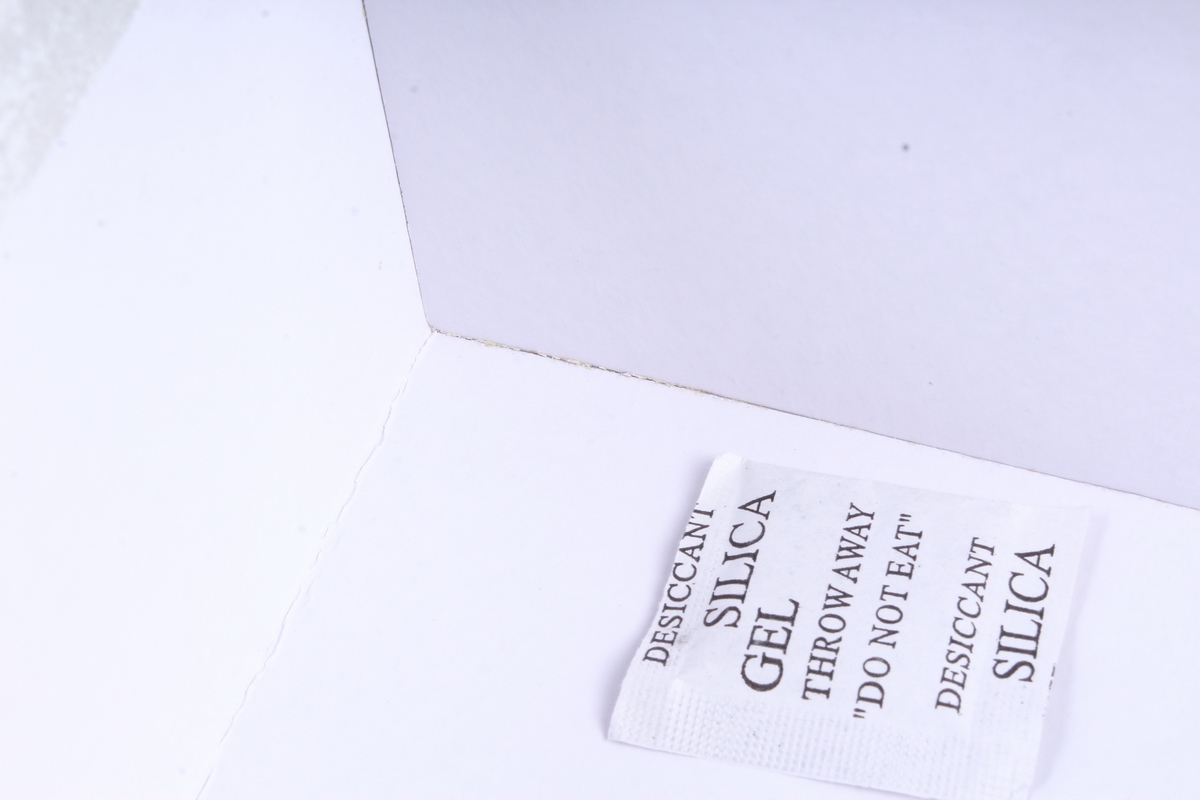 DESICCANT
SILICA
GEL
THROW AWAY
"DO NOT EAT"
DESICCANT
SILICA